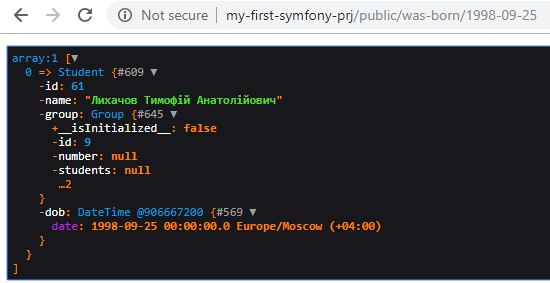 Not secure | my-first-symfony-prj/public/was-born/1998-09-25
array:1 [▼
  0 => Student {#609 ▼
    -id: 61
    -name: "Лихачов Тимофій Анатолійович"
    -group: Group {#645 ▼
      +__isInitialized__: false
      -id: 9
      -number: null
      -students: null
       …2
    }
    -dob: DateTime @906667200 {#569 ▼
      date: 1998-09-25 00:00:00.0 Europe/Moscow (+04:00)
    }
  }
]